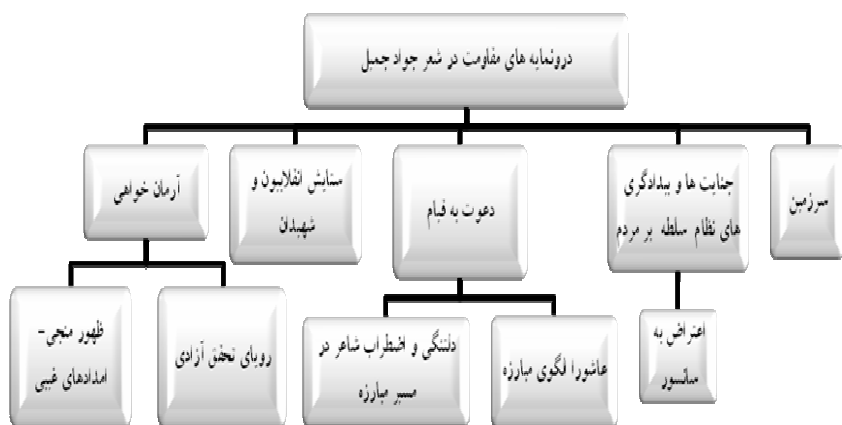 درونمایه های مقاومت در شعر جواد جمیل
سرزمین
جنایت ها و بیدادگری
های نظام سلطه بر مردم
دعوت به قیام
ستایش انقلابیون و
شهیدان
آرمان خواهی
اعتراض به
سانسور
عاشورا الگوی مبارزه
دلتنگی و اضطراب شاعر در
مسیر مبارزه
رویای تحقق آزادی
ظهور منجی-
امدادهای غیبی